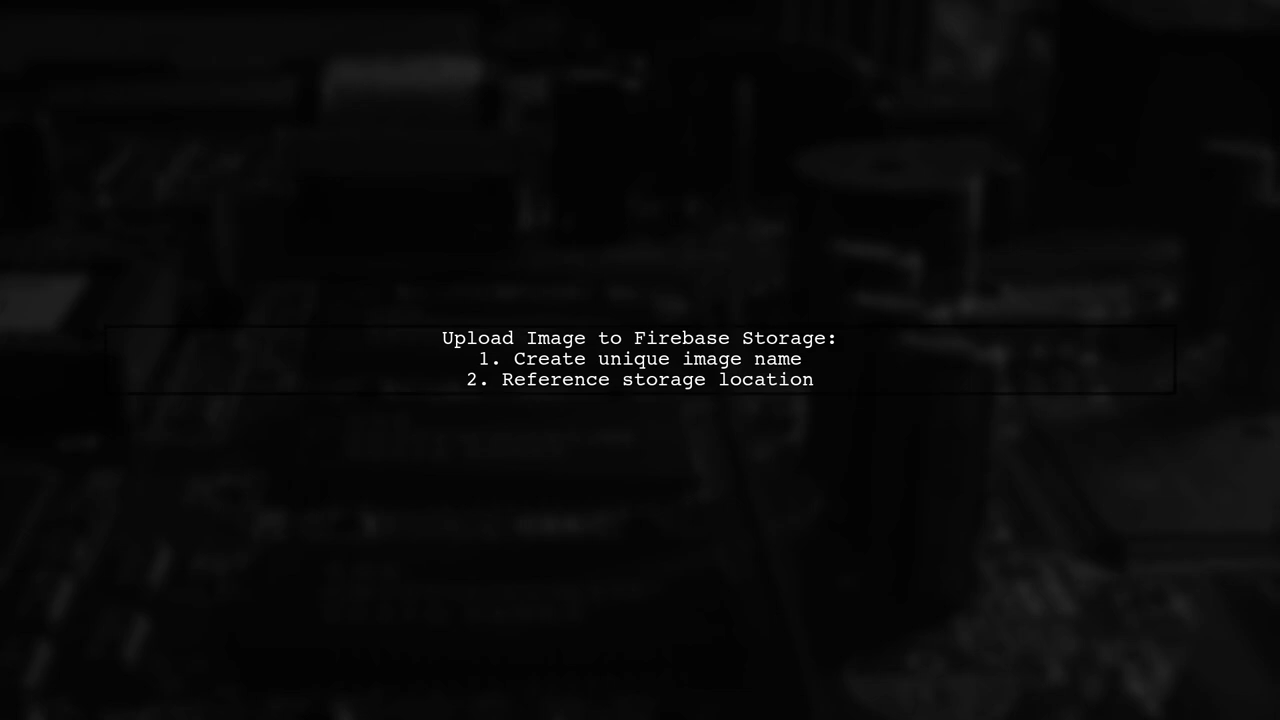 Upload Image to Firebase Storage:
1. Create unique image name
2. Reference storage location